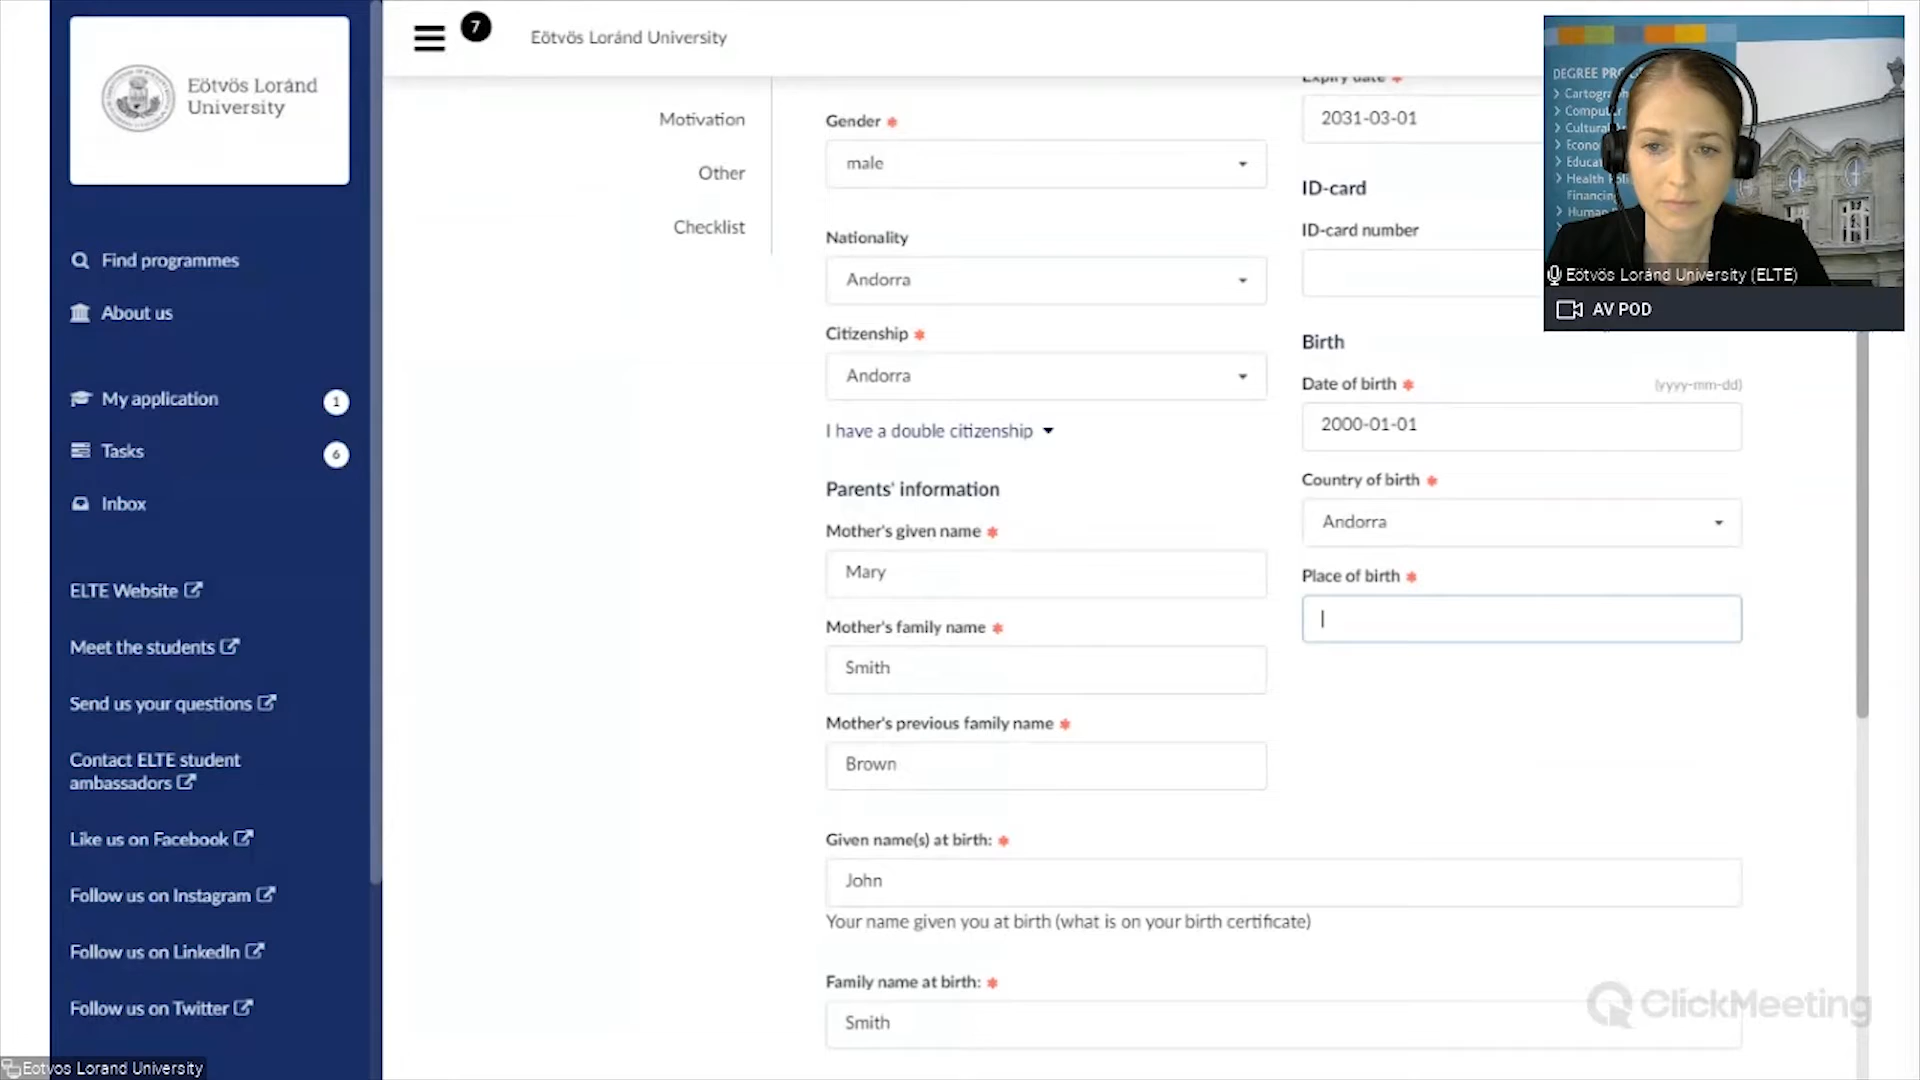 Eötvös Loránd
University
Find programmes
About us
My application
1
Tasks
6
Inbox
ELTE Website
Meet the students
Send us your questions
Contact ELTE student
ambassadors
Like us on Facebook
Follow us on Instagram
Follow us on LinkedIn
Follow us on Twitter
Eotvos Lorand University
7
Eötvös Loránd University
Motivation
Other
Checklist
Gender *
male
Nationality
Andorra
Citizenship *
Andorra
I have a double citizenship
Parents' information
Mother's given name *
Mary
Mother's family name *
Smith
Mother's previous family name *
Brown
Given name(s) at birth: *
John
Your name given you at birth (what is on your birth certificate)
Family name at birth: *
Smith
Expiry date *
2031-03-01
ID-card
ID-card number
Birth
Date of birth *
(yyyy-mm-dd)
2000-01-01
Country of birth *
Andorra
Place of birth *
DEGREE
Eötvös Loránd University (ELTE)
AV POD
ClickMeeting